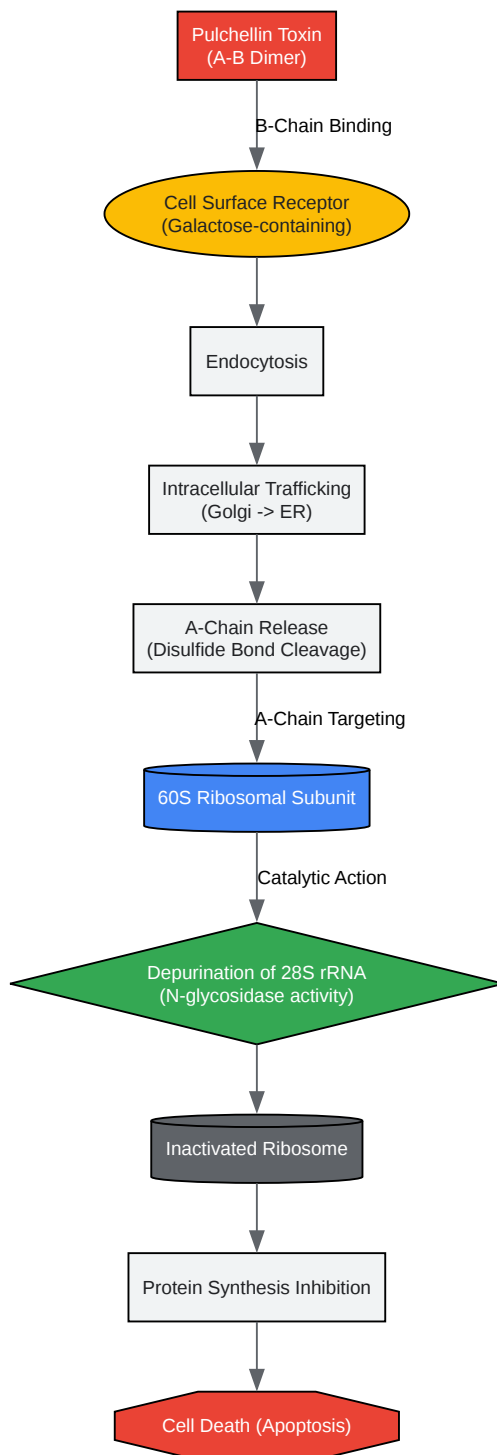 Pulchellin Toxin
(A-B Dimer)
B-Chain Binding
Cell Surface Receptor
(Galactose-containing)
Endocytosis
Intracellular Trafficking
(Golgi -> ER)
A-Chain Release
(Disulfide Bond Cleavage)
A-Chain Targeting
60S Ribosomal Subunit
Catalytic Action
Depurination of 28S rRNA
(N-glycosidase activity)
Inactivated Ribosome
Protein Synthesis Inhibition
Cell Death (Apoptosis)